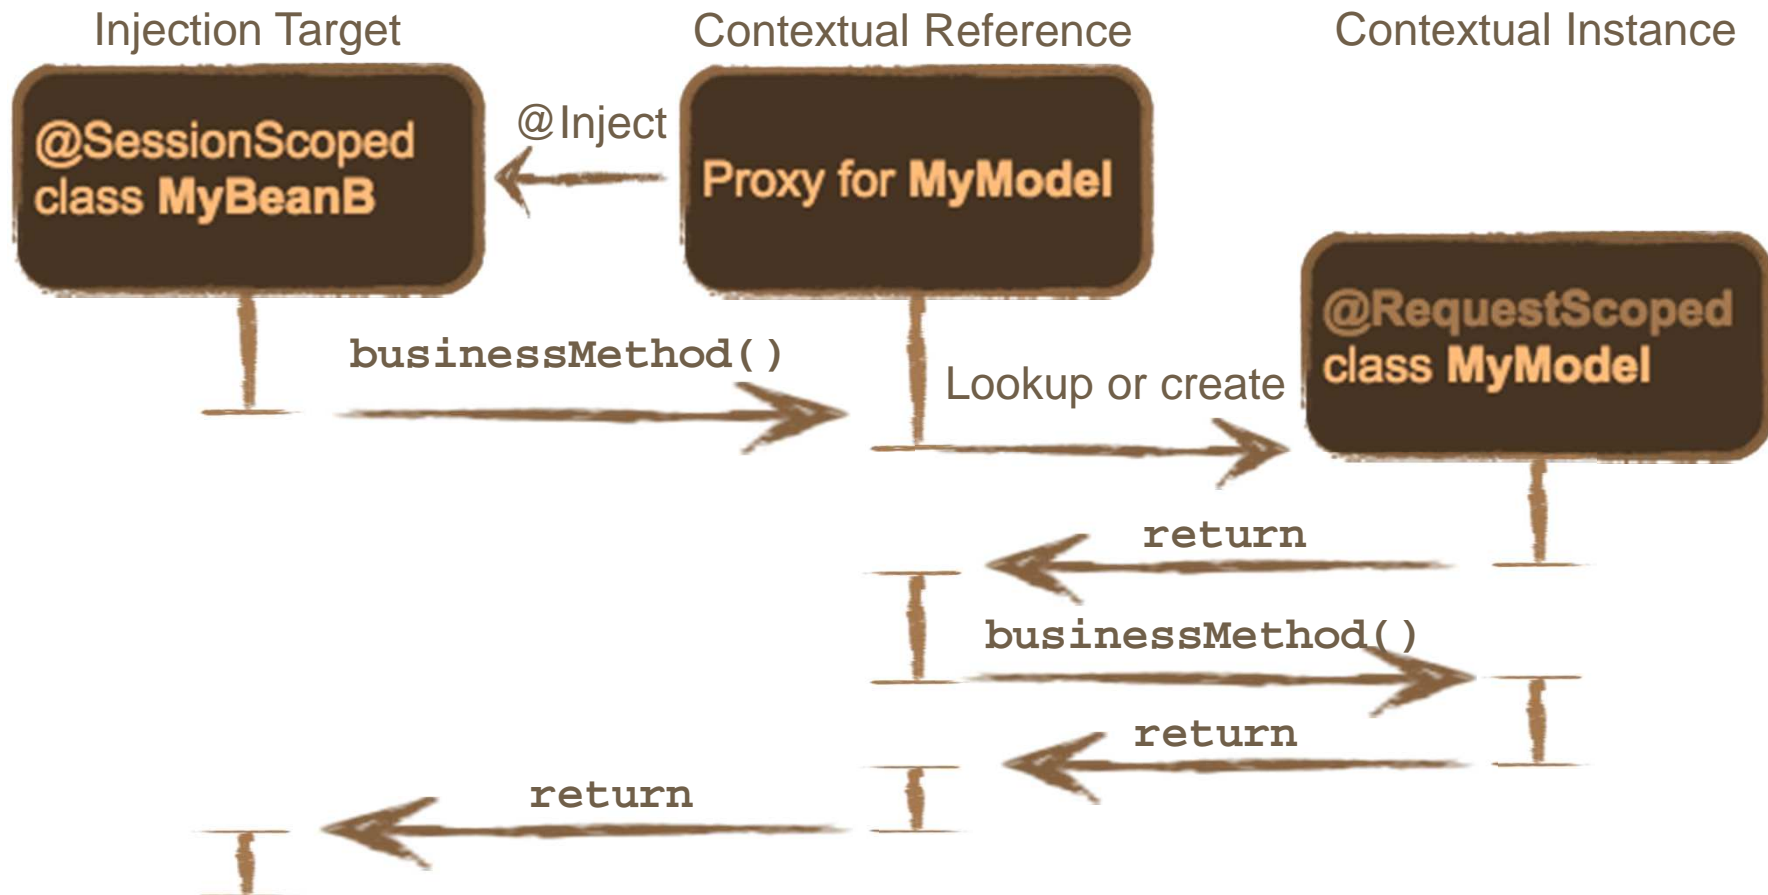 Injection Target
Contextual Reference
Contextual Instance
@SessionScoped
class MyBeanB
@Inject
Proxy for MyModel
@RequestScoped
class MyModel
businessMethod()
Lookup or create
return
businessMethod()
return
return